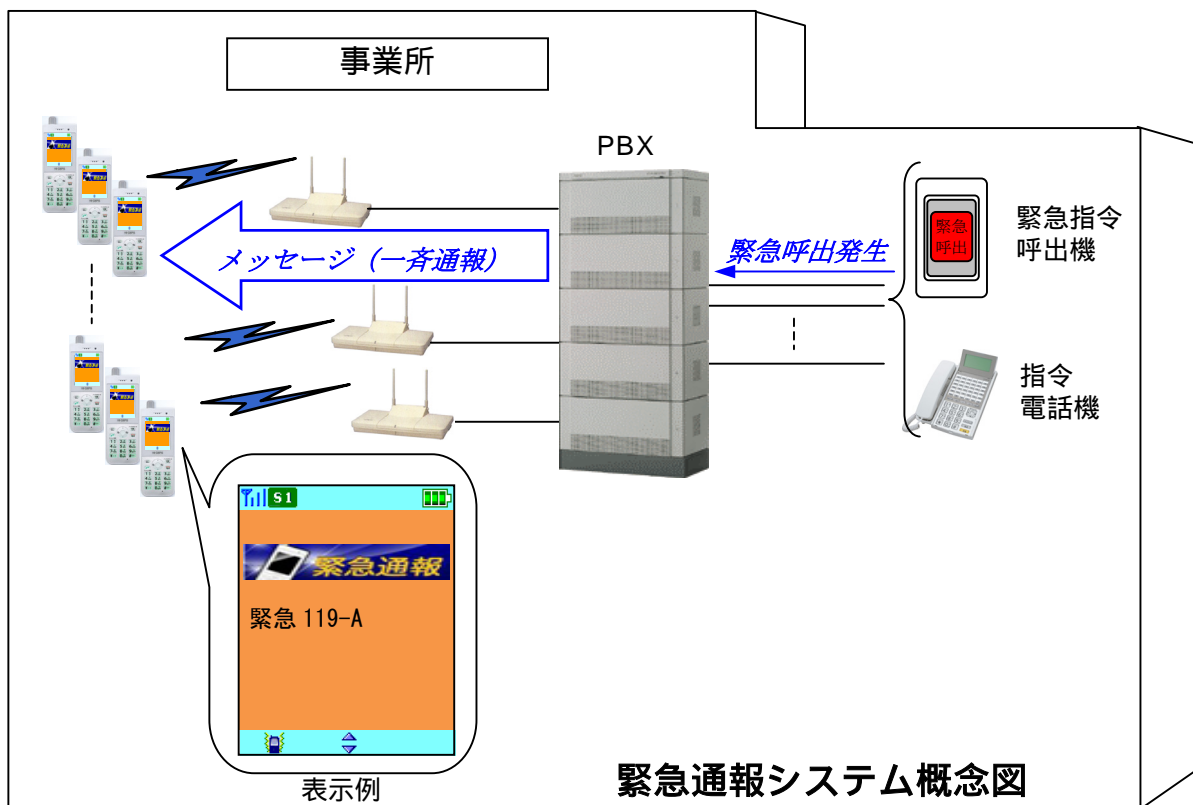 事業所
PBX
緊急
呼出
緊急指令
呼出機
メッセージ（一斉通報）
緊急呼出発生
指令
電話機
S1
緊急通報
緊急 119-A
表示例
緊急通報システム概念図